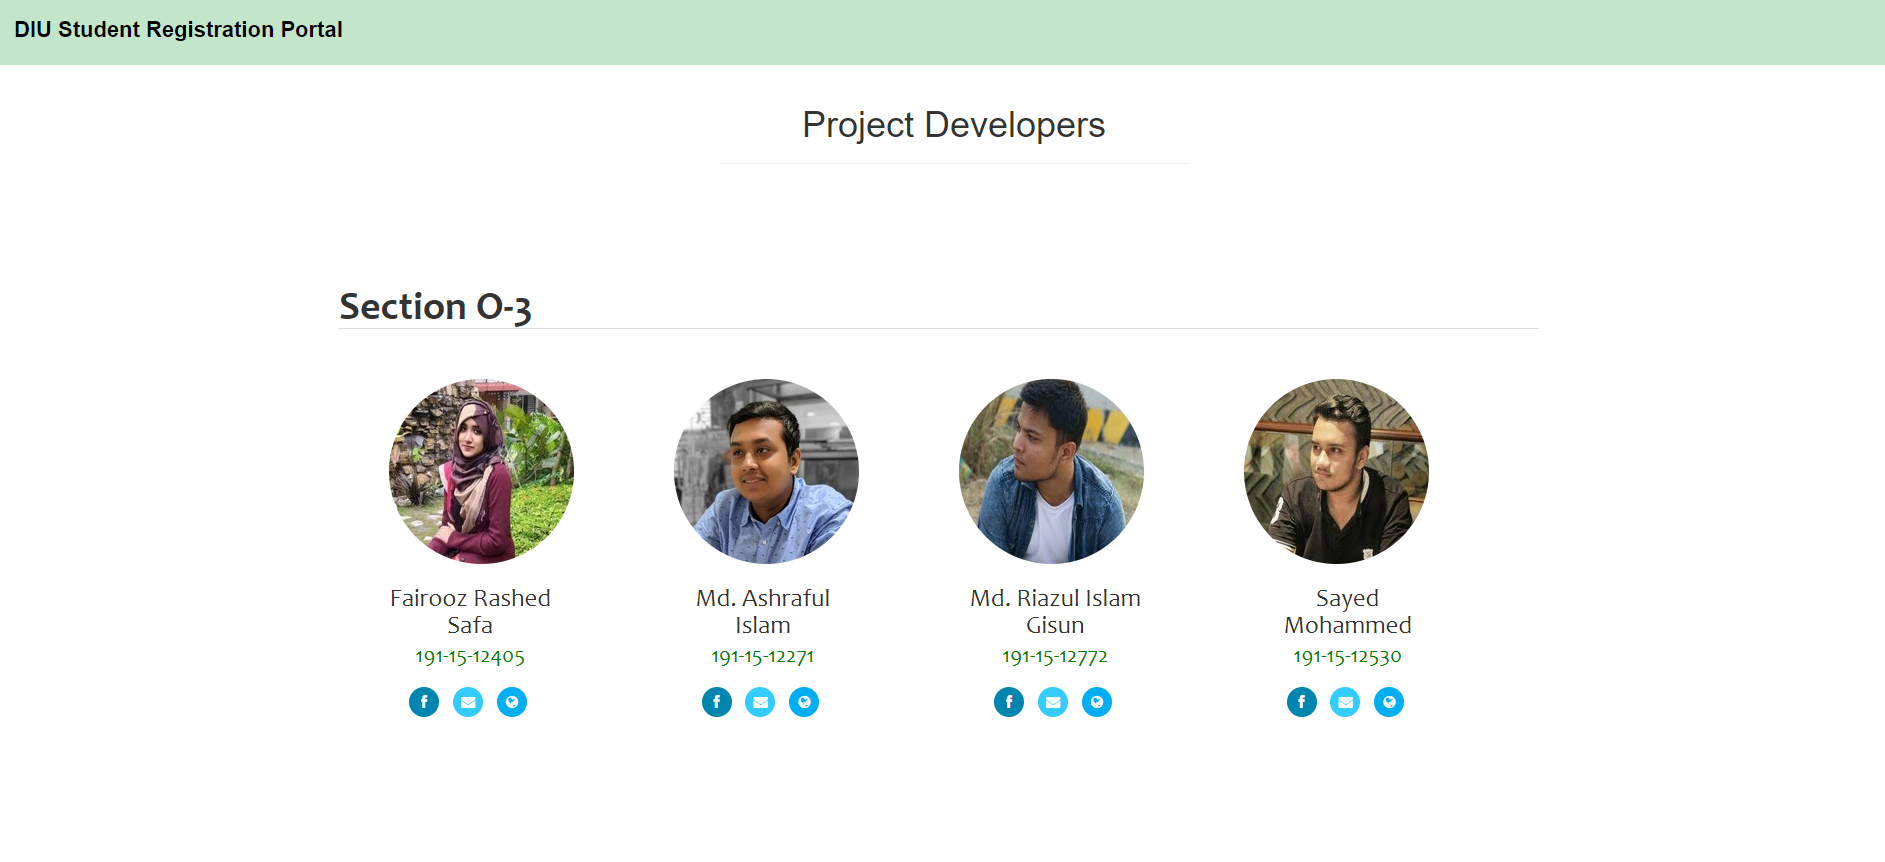 DIU Student Registration Portal
Project Developers
Section O-3
Fairooz Rashed
Safa
191-15-12405
Md. Ashraful
Islam
191-15-12271
Md. Riazul Islam
Gisun
191-15-12772
Sayed
Mohammed
191-15-12530